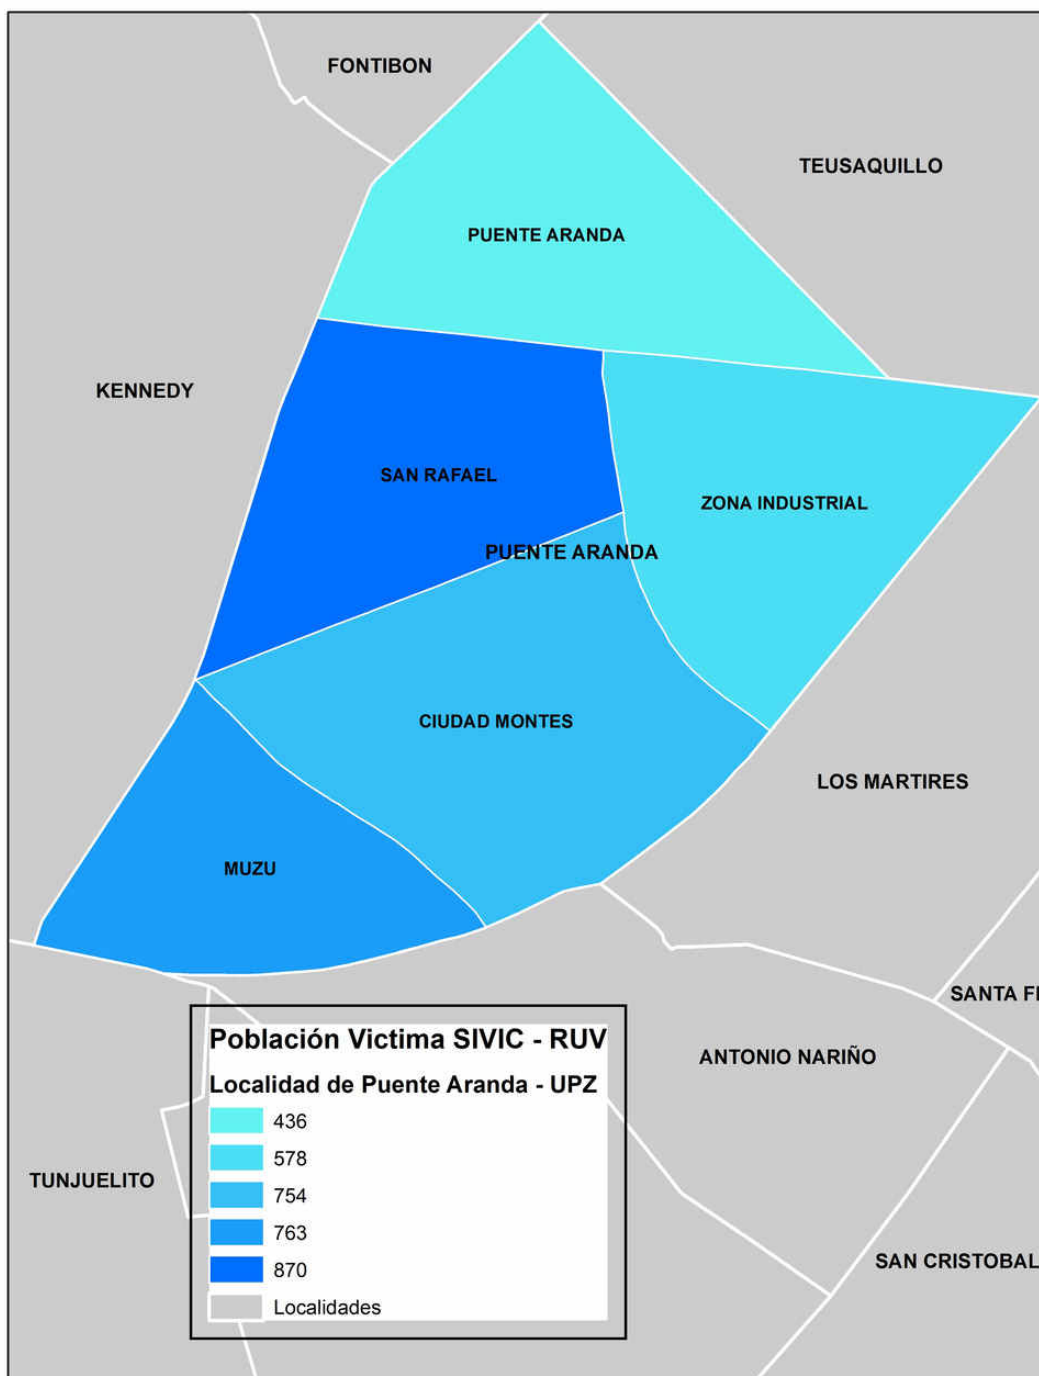 FONTIBON
TEUSAQUILLO
PUENTE ARANDA
KENNEDY
SAN RAFAEL
ZONA INDUSTRIAL
PUENTE ARANDA
CIUDAD MONTES
LOS MARTIRES
MUZU
SANTA F
ANTONIO NARIÑO
Población Victima SIVIC - RUV
Localidad de Puente Aranda - UPZ
436
578
754
763
870
Localidades
TUNJUELITO
SAN CRISTOBAL